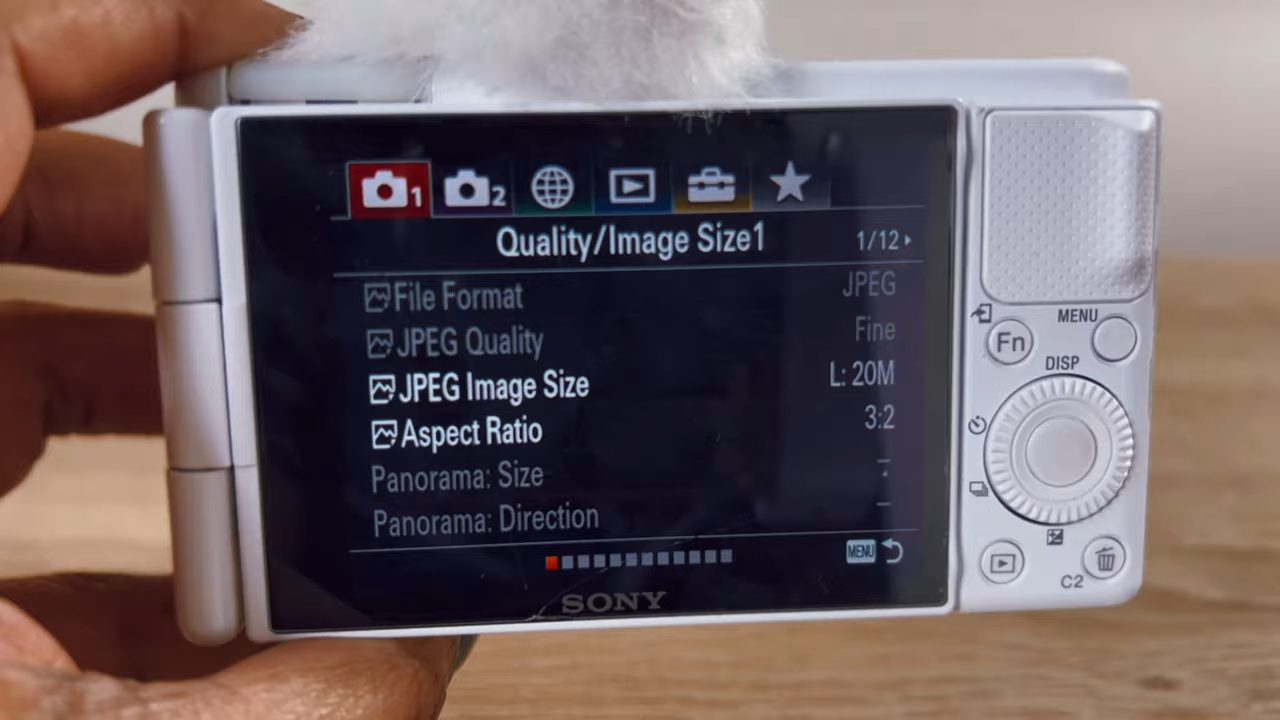 1 2
Quality/Image Size1 1/12
File Format JPEG
JPEG Quality Fine
JPEG Image Size L: 20M
Aspect Ratio 3:2
Panorama: Size -
Panorama: Direction -
MENU
SONY
MENU
Fn
DISP
C2